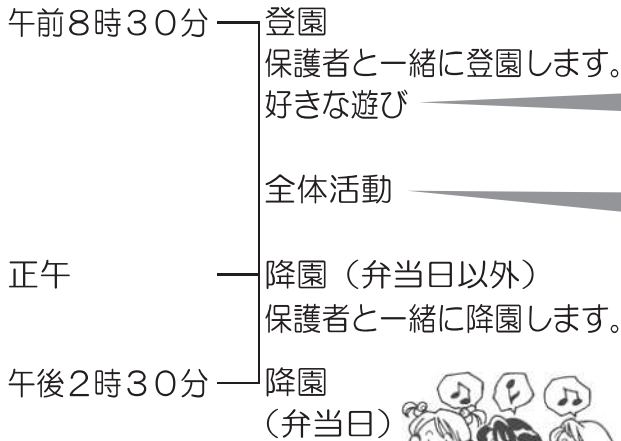 午前８時３０分 登園
保護者と一緒に登園します。
好きな遊び
全体活動
正午 降園（弁当日以外）
保護者と一緒に降園します。
午後２時３０分 降園
（弁当日）